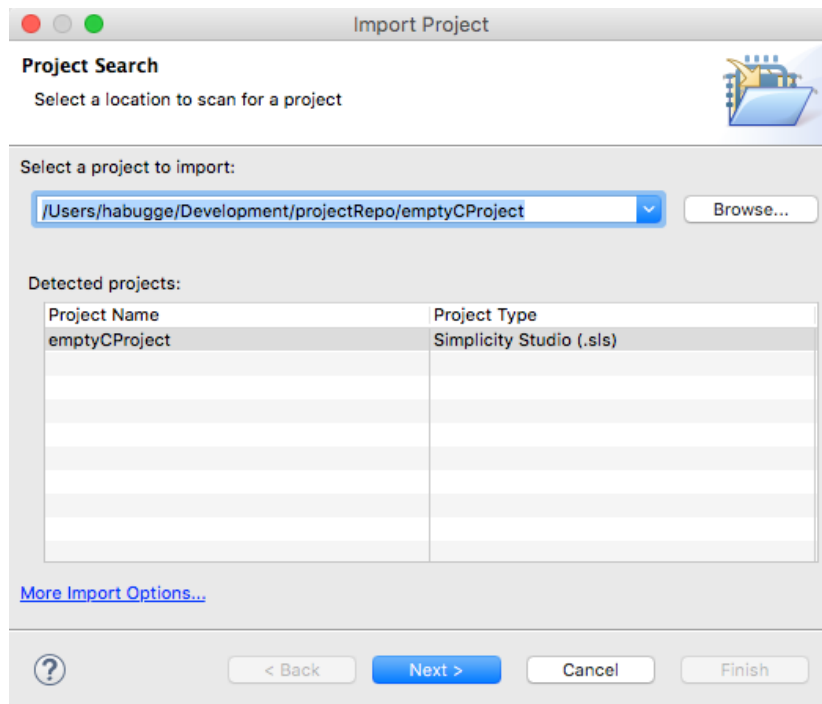 Import Project
Project Search
Select a location to scan for a project
Select a project to import:
/Users/habugge/Development/projectRepo/emptyCProject
Browse...
Detected projects:
Project Name Project Type
emptyCProject Simplicity Studio (.sls)
More Import Options...
? < Back Next > Cancel Finish